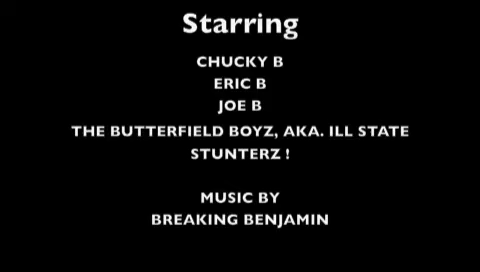 Starring
CHUCKY B
ERIC B
JOE B
THE BUTTERFIELD BOYZ, AKA. ILL STATE
STUNTERZ !
MUSIC BY
BREAKING BENJAMIN